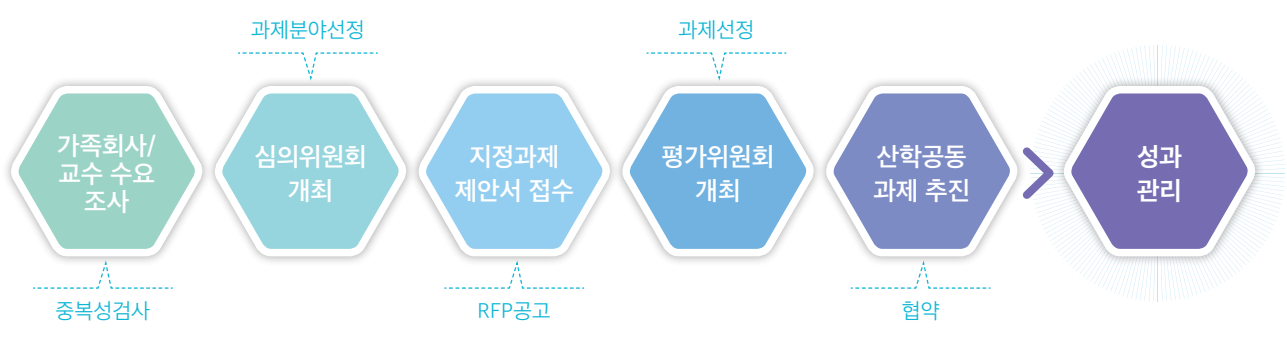 과제분야선정
과제선정
가족회사/
교수 수요
조사
심의위원회
개최
지정과제
제안서 접수
평가위원회
개최
산학공동
과제 추진
성과
관리
중복성검사
RFP공고
협약